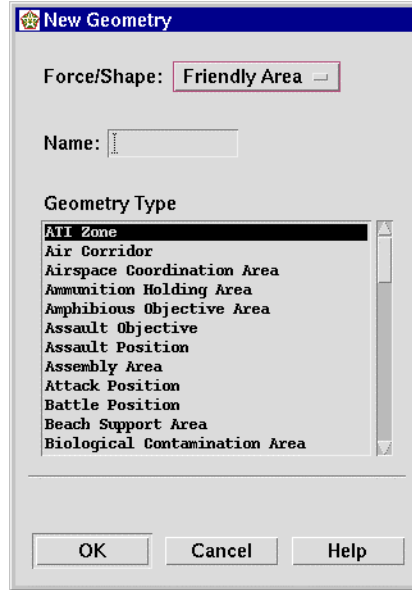 New Geometry
Force/Shape: Friendly Area
Name:
Geometry Type
ATI Zone
Air Corridor
Airspace Coordination Area
Ammunition Holding Area
Amphibious Objective Area
Assault Objective
Assault Position
Assembly Area
Attack Position
Battle Position
Beach Support Area
Biological Contamination Area
OK Cancel Help